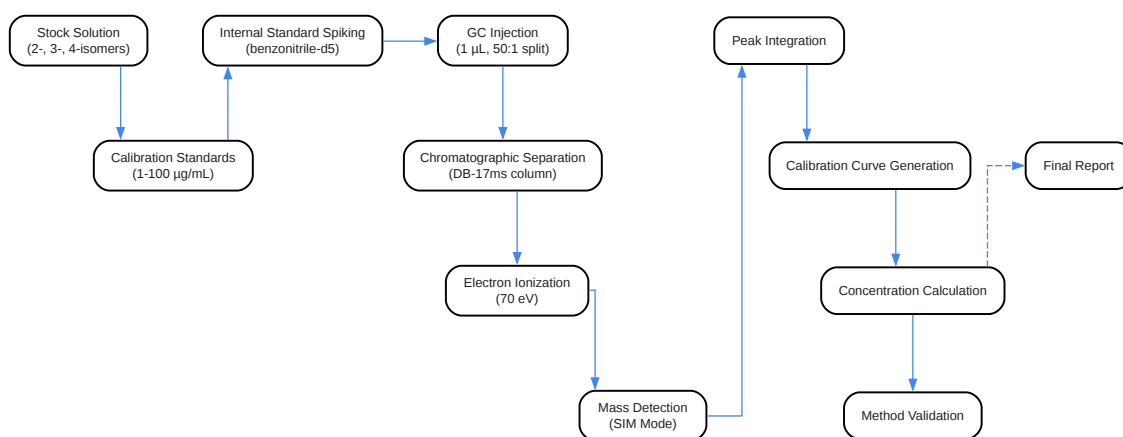 Stock Solution
(2-, 3-, 4-isomers)
Calibration Standards
(1-100 µg/mL)
Internal Standard Spiking
(benzonitrile-d5)
GC Injection
(1 µL, 50:1 split)
Chromatographic Separation
(DB-17ms column)
Electron Ionization
(70 eV)
Mass Detection
(SIM Mode)
Peak Integration
Calibration Curve Generation
Concentration Calculation
Method Validation
Final Report